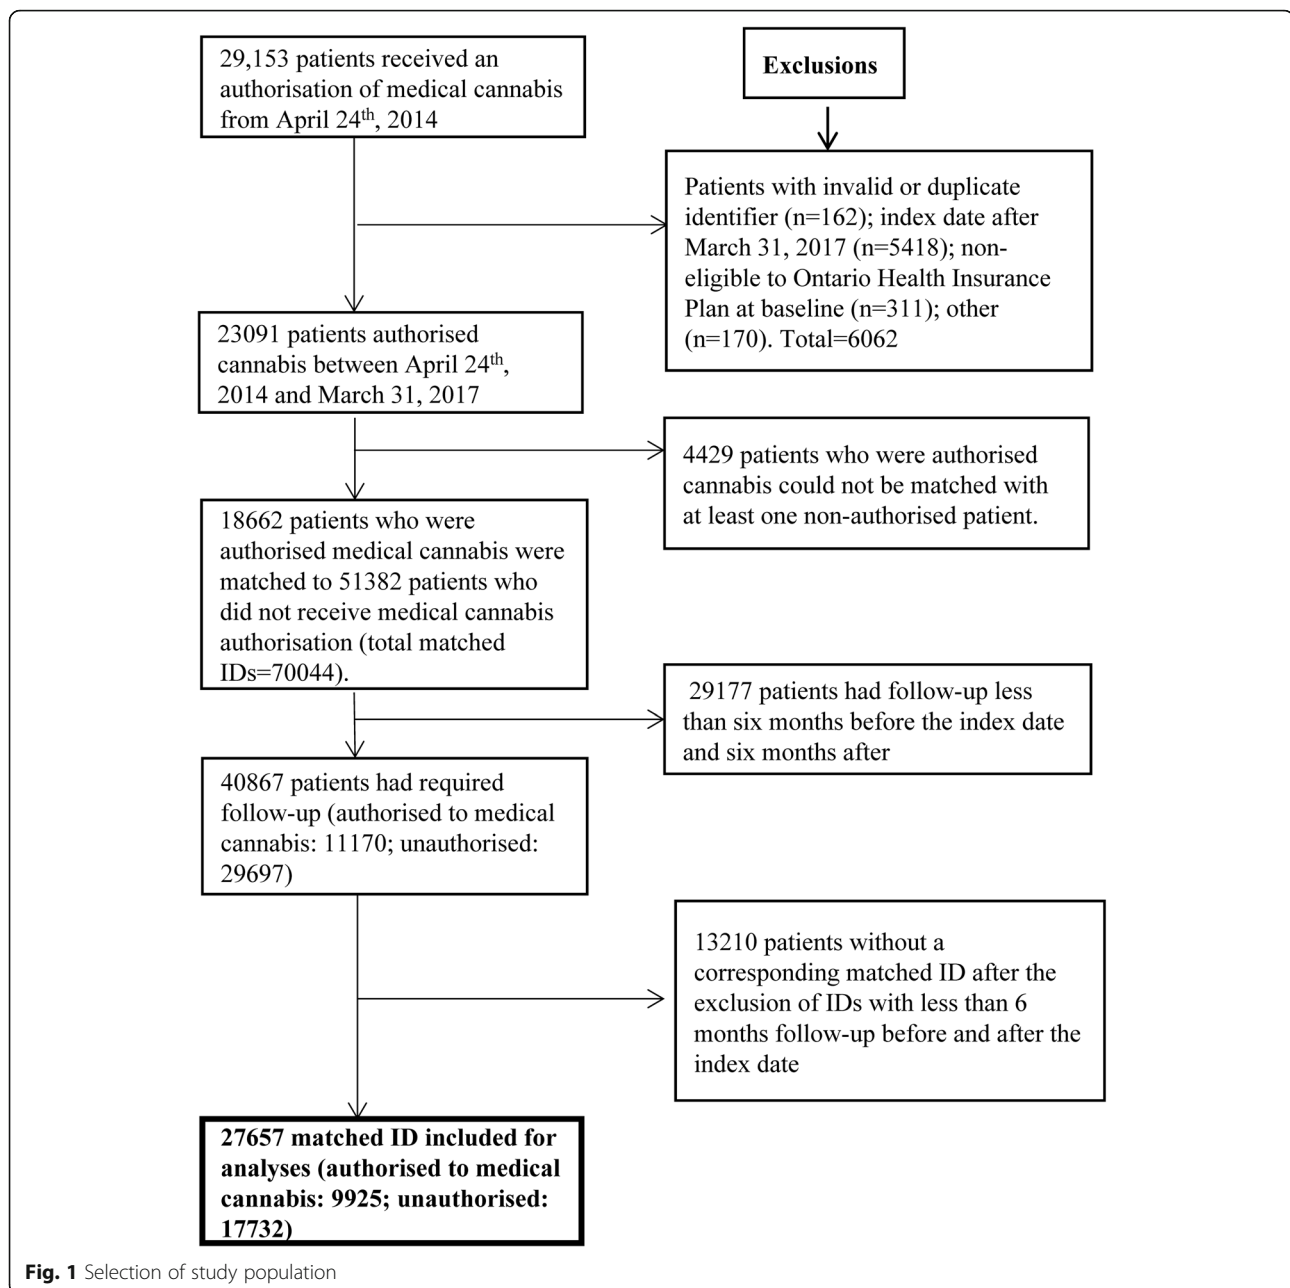 29,153 patients received an
authorisation of medical cannabis
from April 24th, 2014
Exclusions
Patients with invalid or duplicate
identifier (n=162); index date after
March 31, 2017 (n=5418); non-
eligible to Ontario Health Insurance
Plan at baseline (n=311); other
(n=170). Total=6062
23091 patients authorised
cannabis between April 24th,
2014 and March 31, 2017
4429 patients who were authorised
cannabis could not be matched with
at least one non-authorised patient.
18662 patients who were
authorised medical cannabis were
matched to 51382 patients who
did not receive medical cannabis
authorisation (total matched
IDs=70044).
29177 patients had follow-up less
than six months before the index date
and six months after
40867 patients had required
follow-up (authorised to medical
cannabis: 11170; unauthorised:
29697)
13210 patients without a
corresponding matched ID after the
exclusion of IDs with less than 6
months follow-up before and after the
index date
27657 matched ID included for
analyses (authorised to medical
cannabis: 9925; unauthorised:
17732)
Fig. 1 Selection of study population